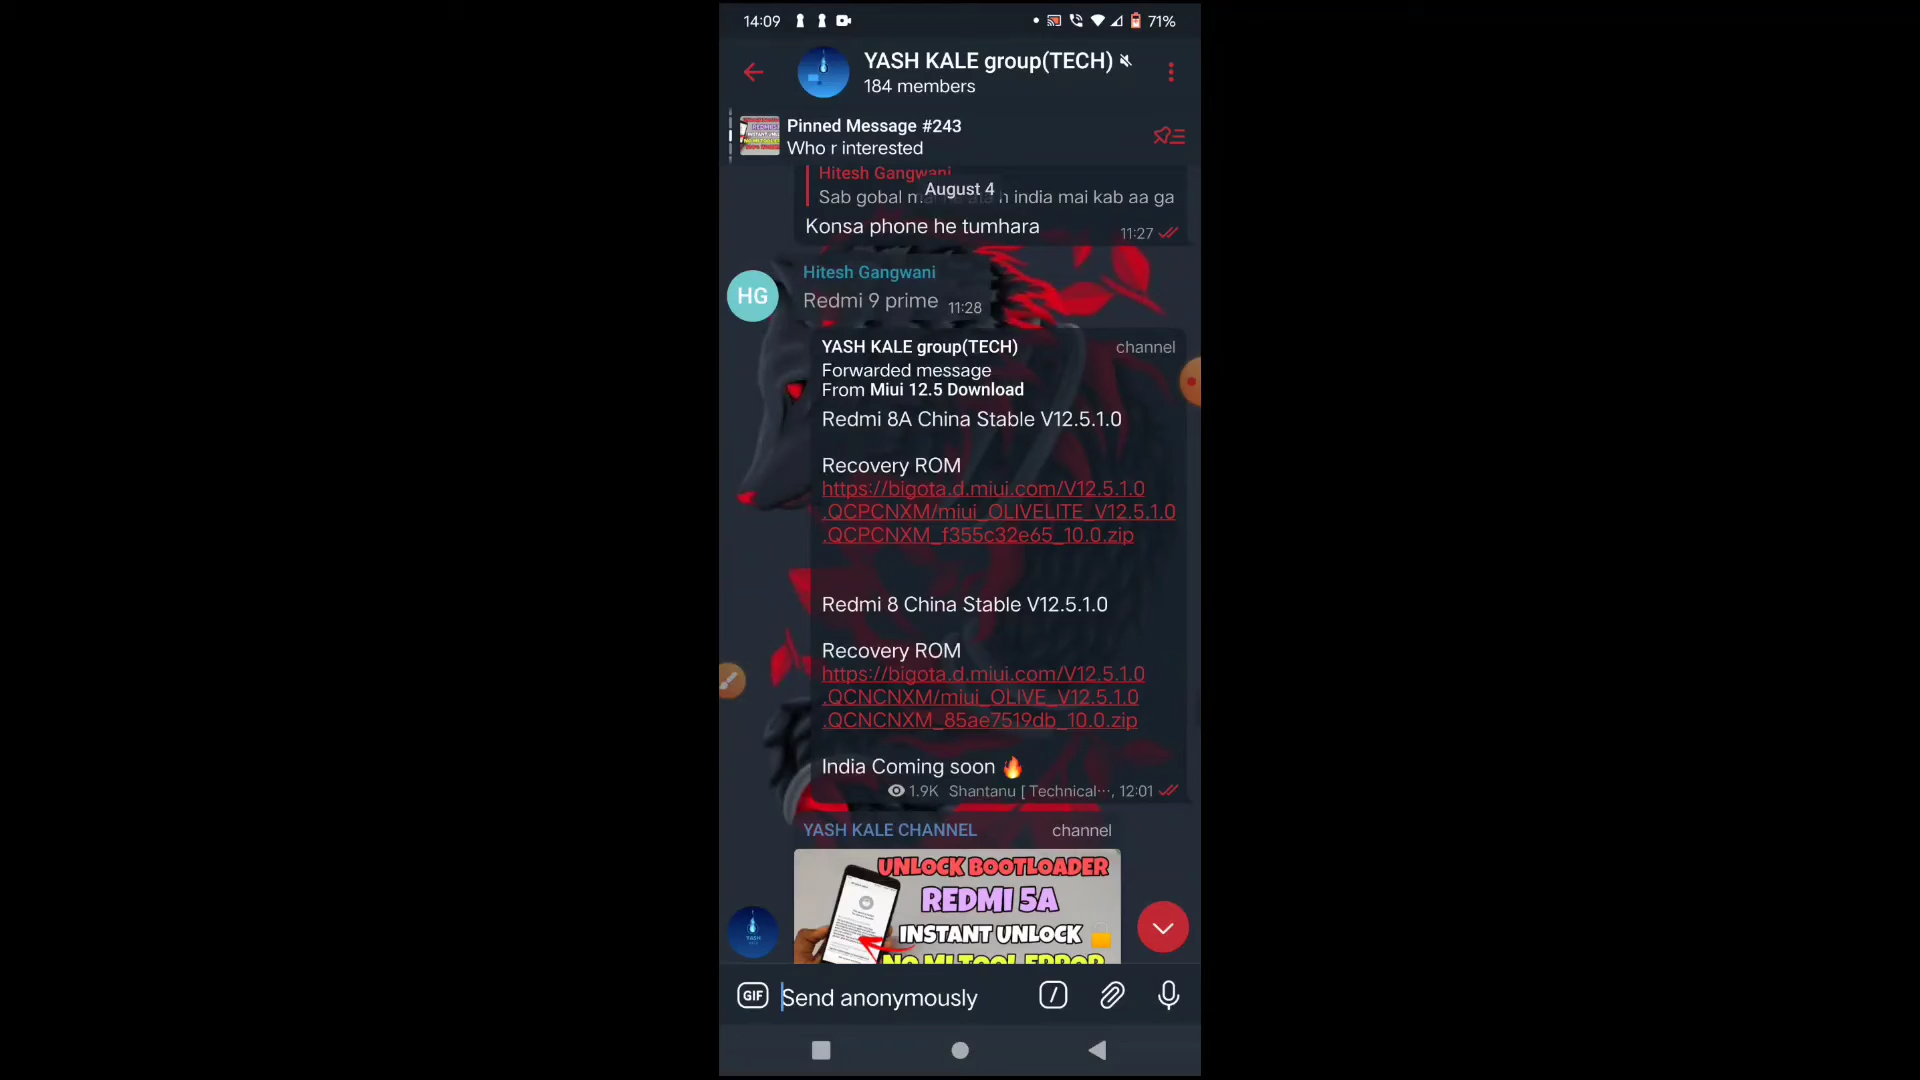 14:09
71%
YASH KALE group(TECH)
184 members
Pinned Message #243
Who r interested
Hitesh Gangwani
August 4
Sab gobal india mai kab aa ga
Konsa phone he tumhara
11:27
Hitesh Gangwani
HG
Redmi 9 prime 11:28
YASH KALE group(TECH) channel
Forwarded message
From Miui 12.5 Download
Redmi 8A China Stable V12.5.1.0
Recovery ROM
https://bigota.d.miui.com/V12.5.1.0
.QCPCNXM/miui_OLIVELITE_V12.5.1.0
.QCPCNXM_f355c32e65_10.0.zip
Redmi 8 China Stable V12.5.1.0
Recovery ROM
https://bigota.d.miui.com/V12.5.1.0
.QCNCNXM/miui_OLIVE_V12.5.1.0
.QCNCNXM_85ae7519db_10.0.zip
India Coming soon 🔥
1.9K Shantanu [ Technical..., 12:01
YASH KALE CHANNEL channel
UNLOCK BOOTLOADER
REDMI 5A
INSTANT UNLOCK
NO MI TOOL ERROR
GIF Send anonymously